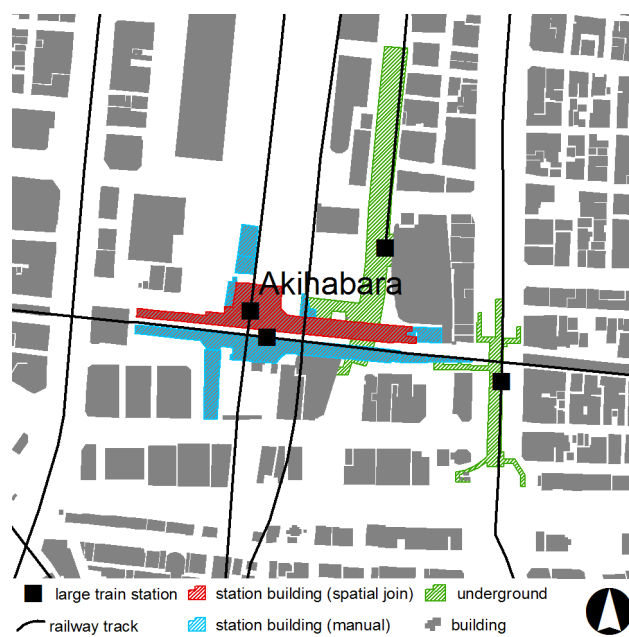 Akihabara
large train station station building (spatial join) underground
railway track station building (manual) building